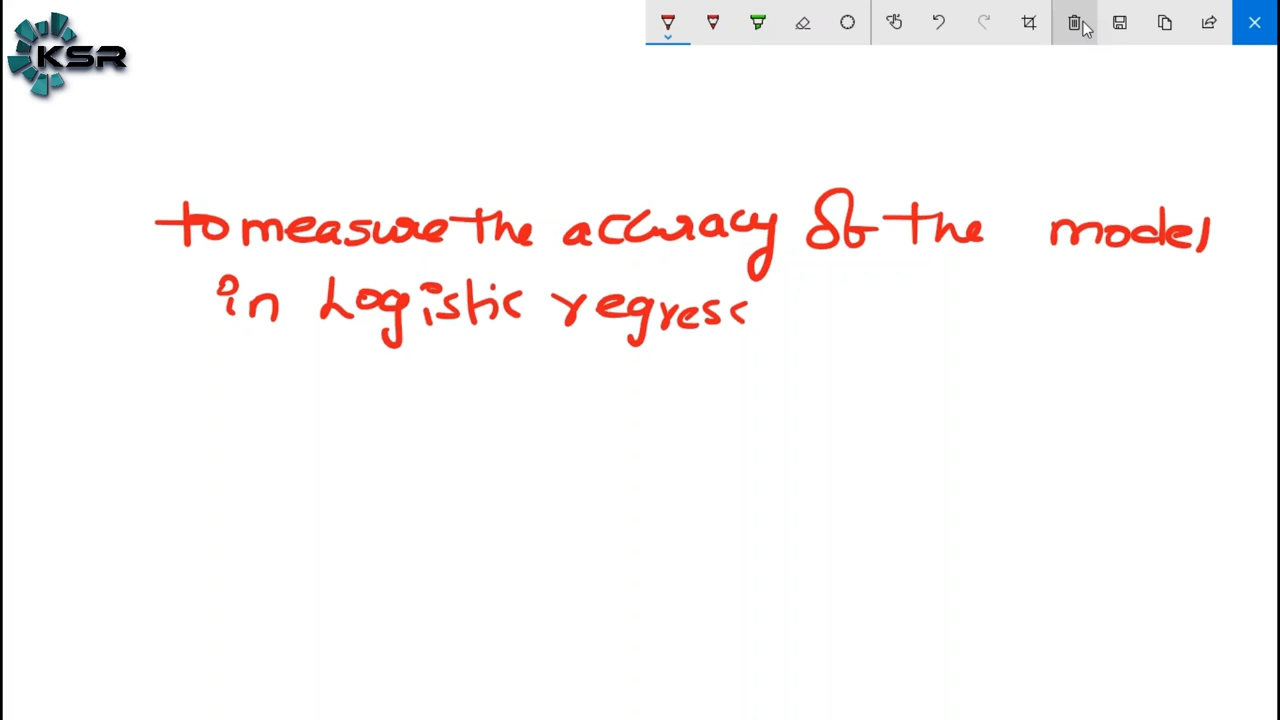 KSR
to measure the accuracy of the model
in Logistic regress